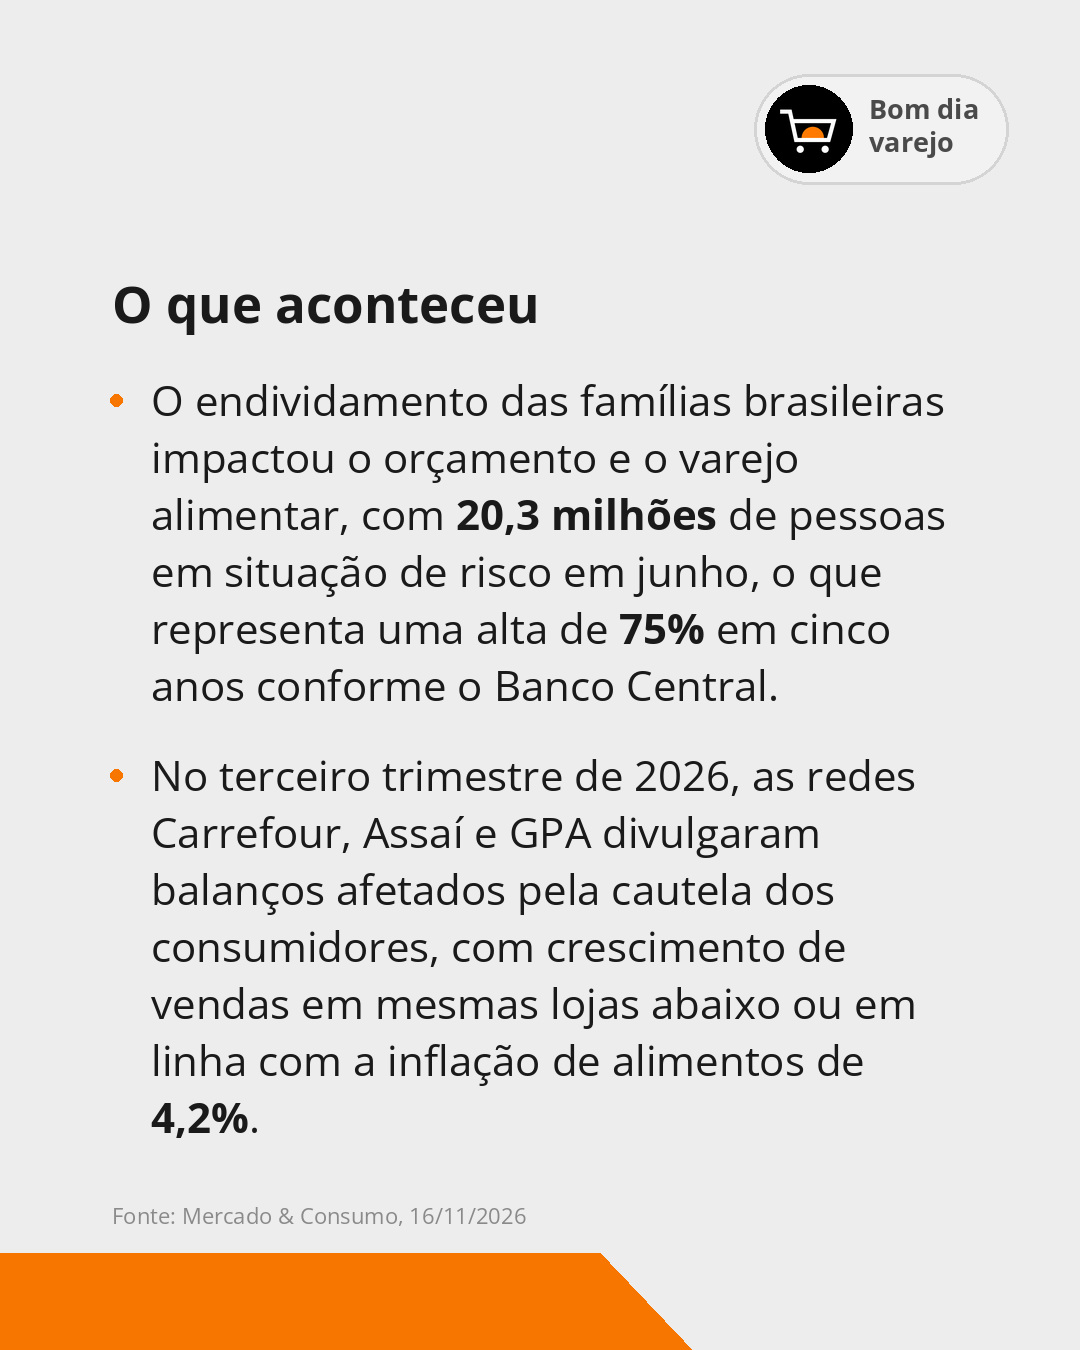 Bom dia
varejo
O que aconteceu
O endividamento das famílias brasileiras
impactou o orçamento e o varejo
alimentar, com 20,3 milhões de pessoas
em situação de risco em junho, o que
representa uma alta de 75% em cinco
anos conforme o Banco Central.
No terceiro trimestre de 2026, as redes
Carrefour, Assaí e GPA divulgaram
balanços afetados pela cautela dos
consumidores, com crescimento de
vendas em mesmas lojas abaixo ou em
linha com a inflação de alimentos de
4,2%.
Fonte: Mercado & Consumo, 16/11/2026